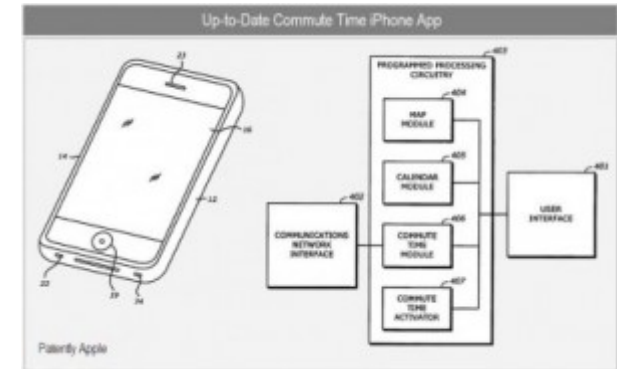 Up-to-Date Commute Time iPhone App
23
16
14
12
22
19
24
403
PROGRAMMED PROCESSING
CIRCUITRY
404
MAP
MODULE
405
CALENDAR
MODULE
402
COMMUNICATIONS
NETWORK
INTERFACE
406
COMMUTE
TIME
MODULE
401
USER
INTERFACE
407
COMMUTE
TIME
ACTIVATOR
Patently Apple